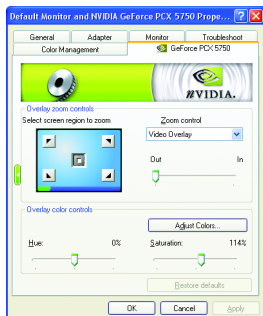 Default Monitor and NVIDIA GeForce PCX 5750 Prope...
General
Adapter
Monitor
Troubleshoot
Color Management
GeForce PCX 5750
NVIDIA.
Overlay zoom controls
Select screen region to zoom
Zoom control
Video Overlay
Out
In
Overlay color controls
Adjust Colors...
Hue:
0%
Saturation:
114%
Restore defaults
OK
Cancel
Apply